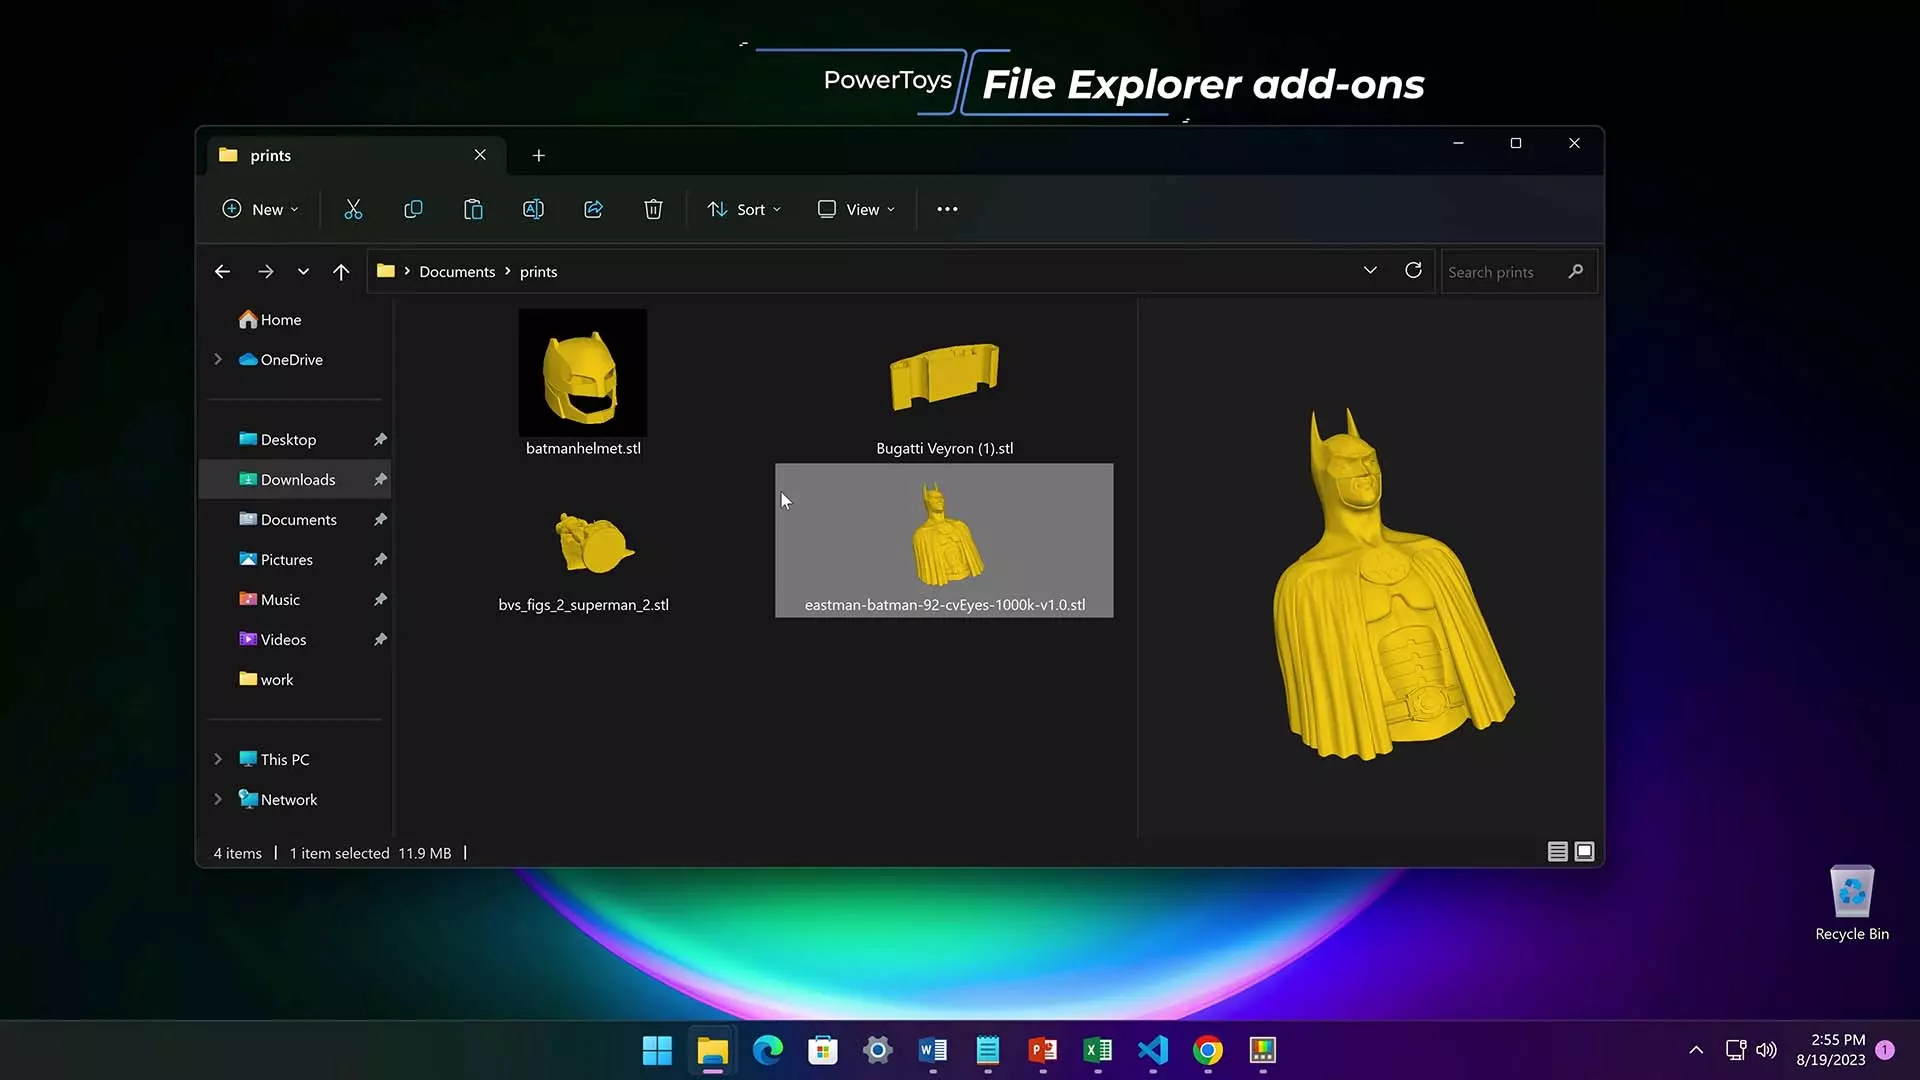 PowerToys
File Explorer add-ons
prints
New
Sort
View
Documents
prints
Search prints
Home
OneDrive
Desktop
Downloads
Documents
Pictures
Music
Videos
work
This PC
Network
batmanhelmet.stl
Bugatti Veyron (1).stl
bvs_figs_2_superman_2.stl
eastman-batman-92-cvEyes-1000k-v1.0.stl
4 items
1 item selected 11.9 MB
Recycle Bin
2:55 PM
8/19/2023
1